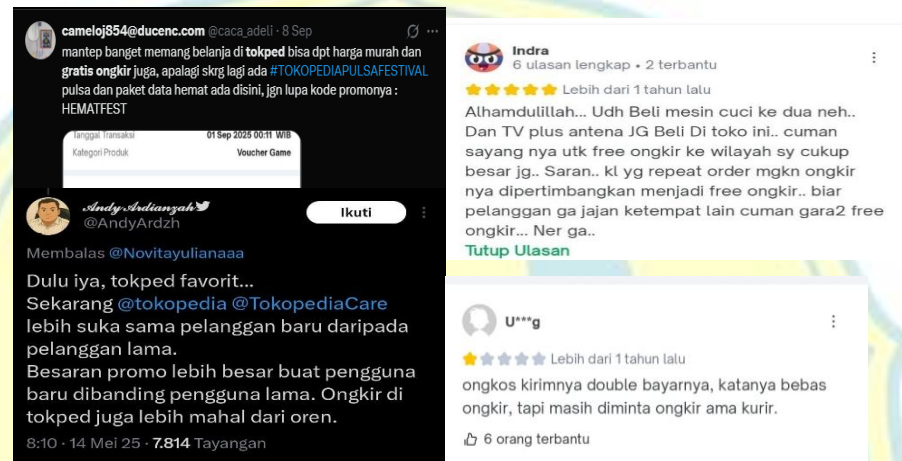 cameloj854@ducenc.com @caca_adeli · 8 Sep
mantep banget memang belanja di tokped bisa dpt harga murah dan
gratis ongkir juga, apalagi skrg lagi ada #TOKOPEDIAPULSAFESTIVAL
pulsa dan paket data hemat ada disini, jgn lupa kode promonya :
HEMATFEST
Tanggal Transaksi 01 Sep 2025 00:11 WIB
Kategori Produk Voucher Game
Andy Ardianzah
@AndyArdzh
Ikuti
Membalas @Novitayulianaaa
Dulu iya, tokped favorit...
Sekarang @tokopedia @TokopediaCare
lebih suka sama pelanggan baru daripada
pelanggan lama.
Besaran promo lebih besar buat pengguna
baru dibanding pengguna lama. Ongkir di
tokped juga lebih mahal dari oren.
8:10 · 14 Mei 25 · 7.814 Tayangan
Indra
6 ulasan lengkap • 2 terbantu
Lebih dari 1 tahun lalu
Alhamdulillah... Udh Beli mesin cuci ke dua neh..
Dan TV plus antena JG Beli Di toko ini.. cuman
sayang nya utk free ongkir ke wilayah sy cukup
besar jg.. Saran.. kl yg repeat order mgkn ongkir
nya dipertimbangkan menjadi free ongkir.. biar
pelanggan ga jajan ketempat lain cuman gara2 free
ongkir... Ner ga..
Tutup Ulasan
U***g
Lebih dari 1 tahun lalu
ongkos kirimnya double bayarnya, katanya bebas
ongkir, tapi masih diminta ongkir ama kurir.
6 orang terbantu